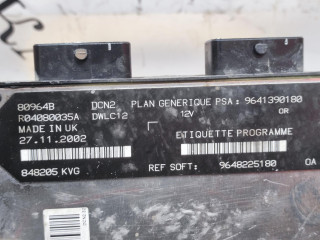 80964B DCN2 PLAN GENERIQUE PSA : 9641390180
R04080035A DWLC12 12V OR
MADE IN UK ETIQUETTE PROGRAMME
27.11.2002
848205 KVG REF SOFT: 9648225180 0A